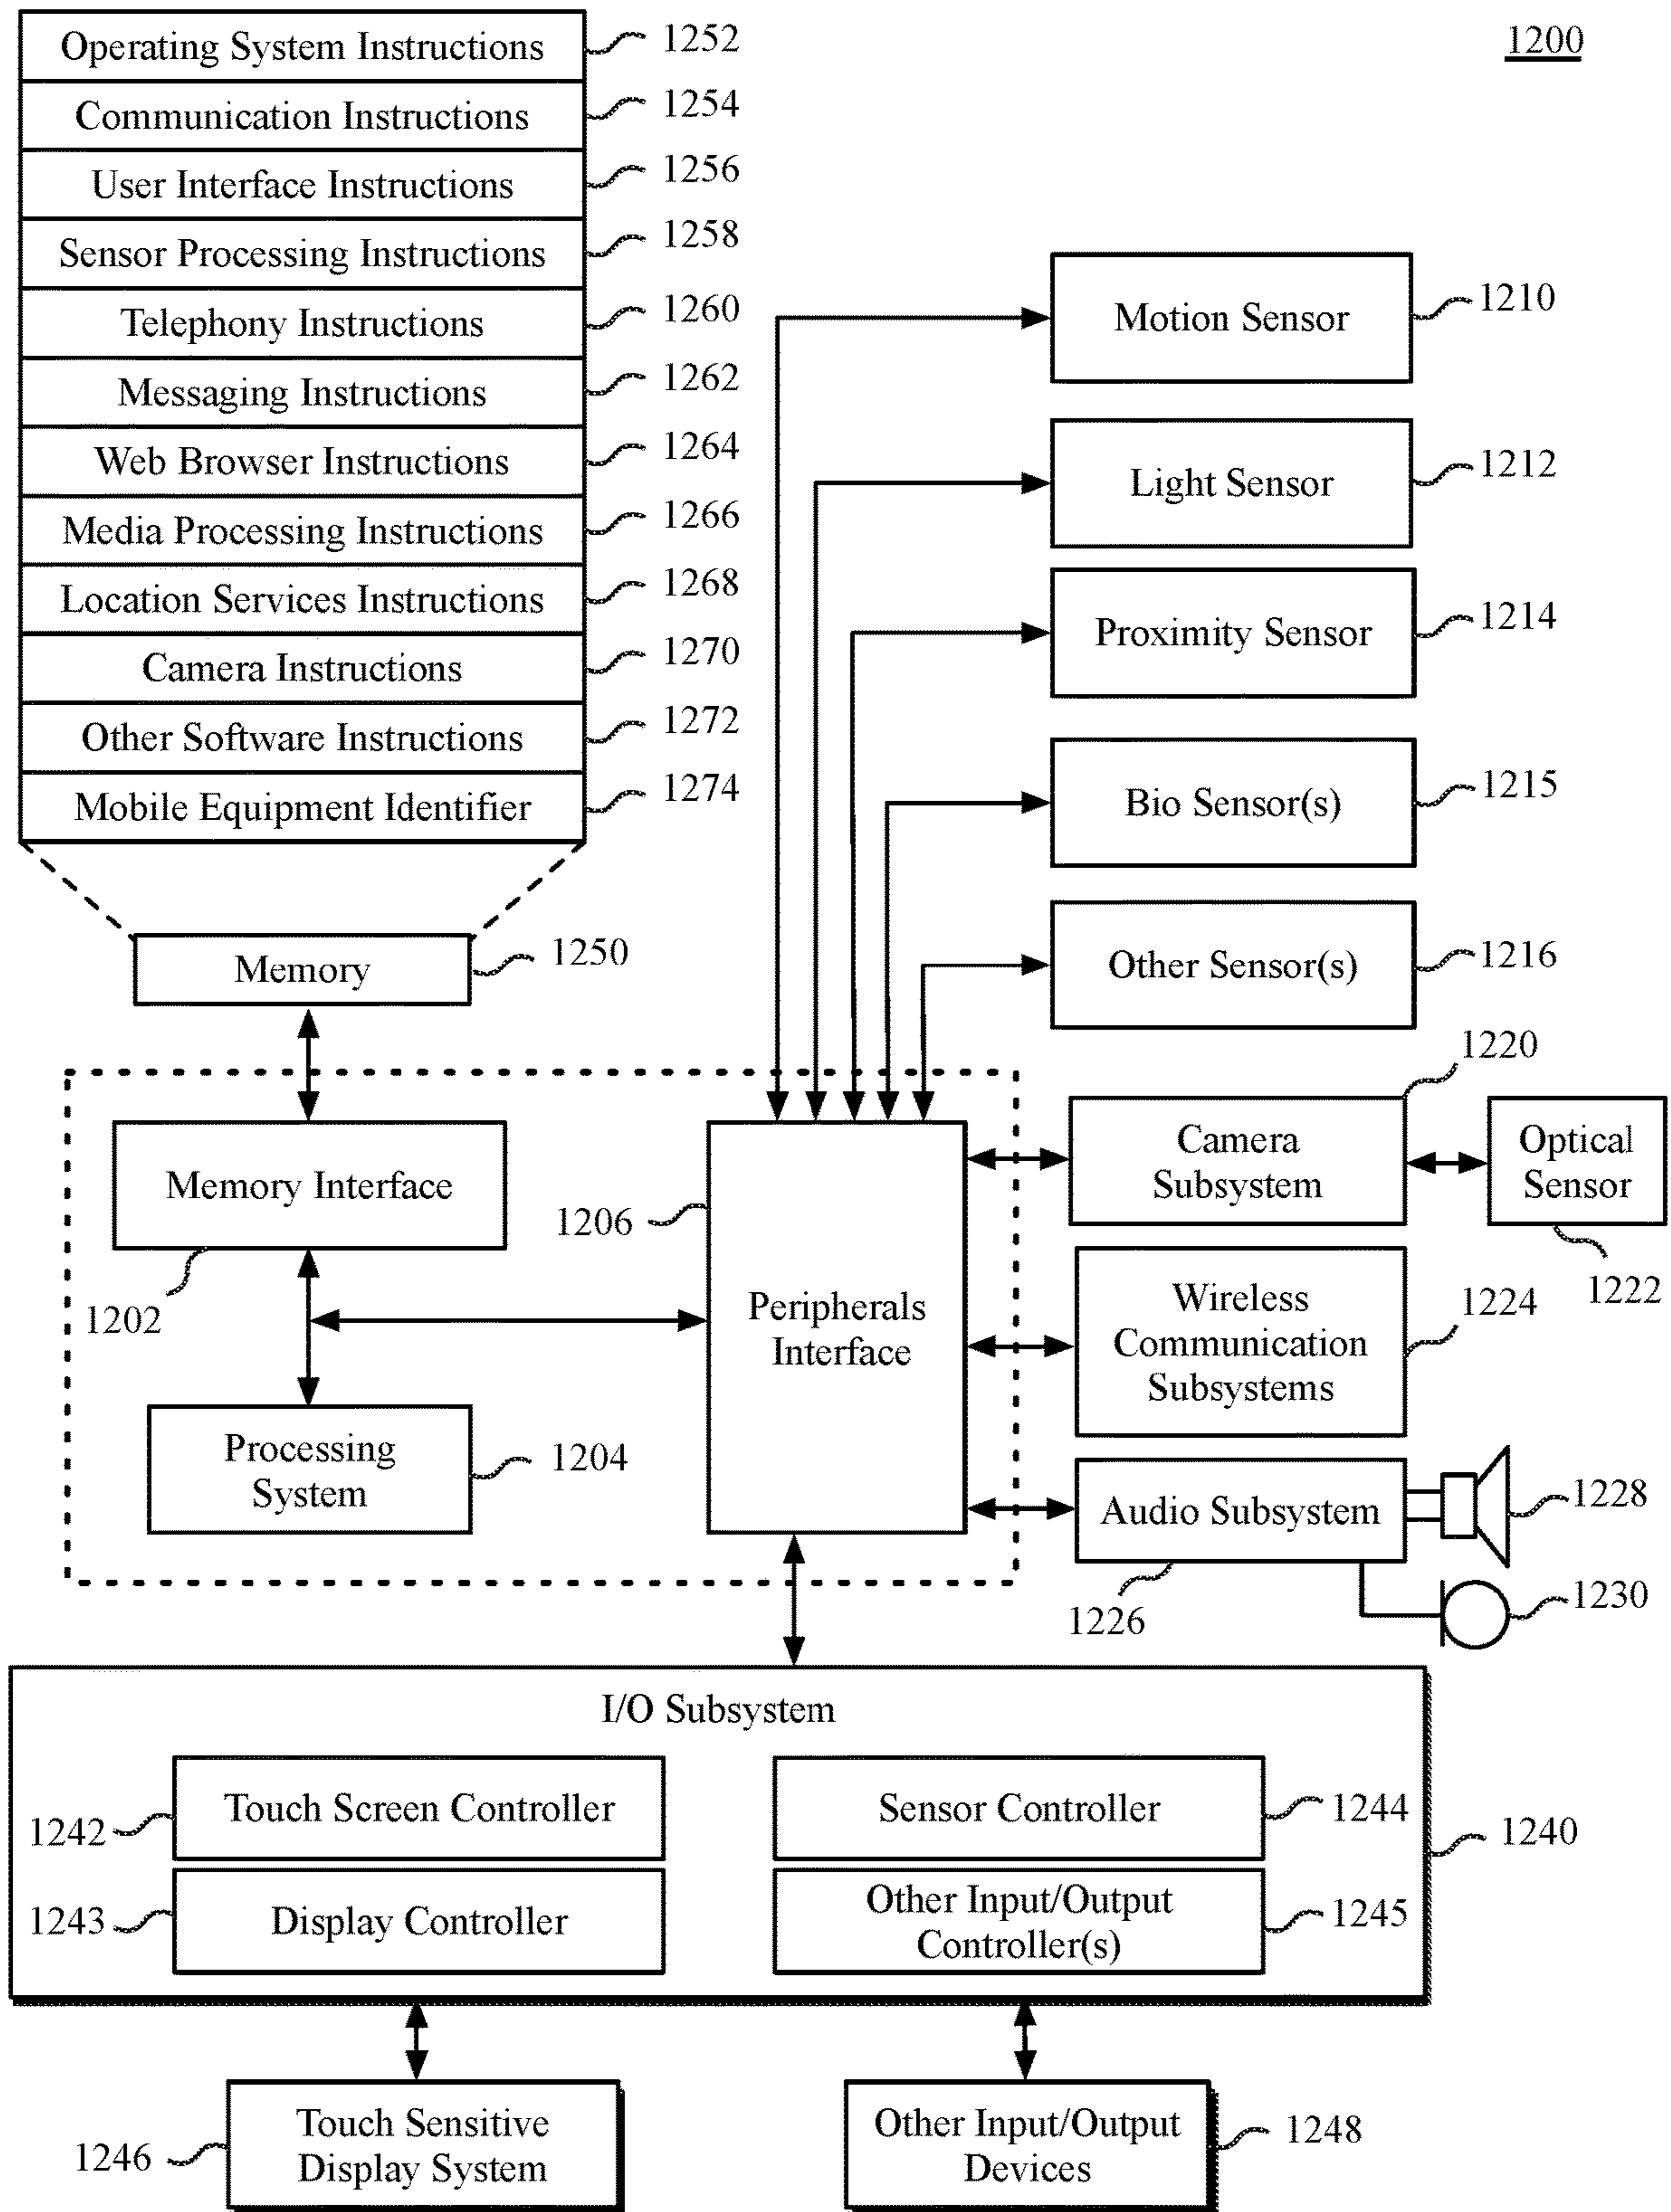 1200
Operating System Instructions
1252
Communication Instructions
1254
User Interface Instructions
1256
Sensor Processing Instructions
1258
Telephony Instructions
1260
Messaging Instructions
1262
Web Browser Instructions
1264
Media Processing Instructions
1266
Location Services Instructions
1268
Camera Instructions
1270
Other Software Instructions
1272
Mobile Equipment Identifier
1274
Memory
1250
Motion Sensor
1210
Light Sensor
1212
Proximity Sensor
1214
Bio Sensor(s)
1215
Other Sensor(s)
1216
Memory Interface
1202
Processing
System
1204
1206
Peripherals
Interface
1220
Camera
Subsystem
Optical
Sensor
1222
Wireless
Communication
Subsystems
1224
Audio Subsystem
1226
1228
1230
I/O Subsystem
1240
Touch Screen Controller
1242
Sensor Controller
1244
Display Controller
1243
Other Input/Output
Controller(s)
1245
Touch Sensitive
Display System
1246
Other Input/Output
Devices
1248